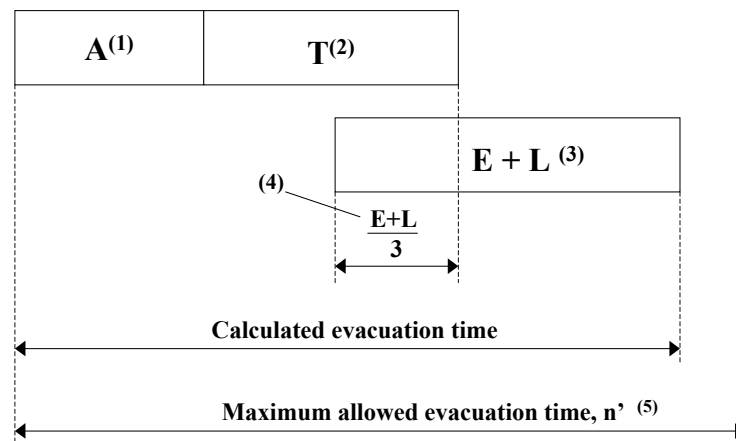 A(1) T(2)
E + L (3)
(4)
E+L
3
Calculated evacuation time
Maximum allowed evacuation time, n’ (5)